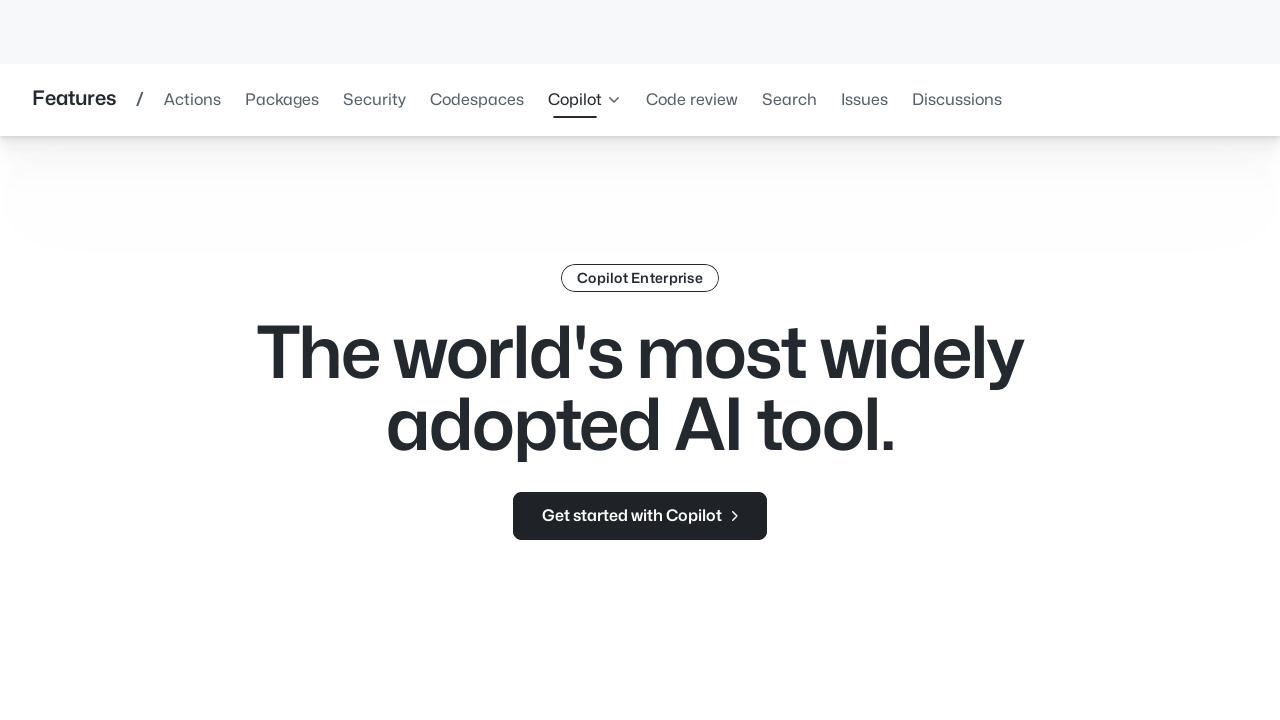 Features / Actions Packages Security Codespaces Copilot Code review Search Issues Discussions
Copilot Enterprise
The world's most widely
adopted AI tool.
Get started with Copilot